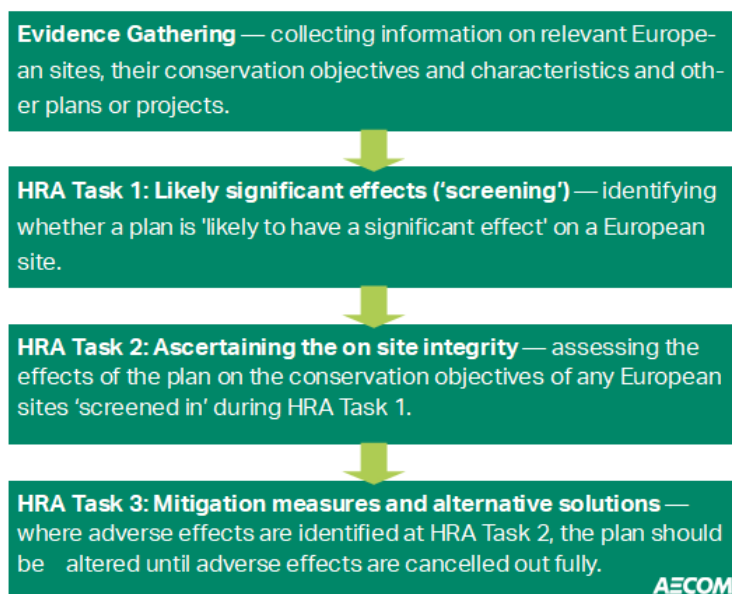 Evidence Gathering — collecting information on relevant Europe-
an sites, their conservation objectives and characteristics and oth-
er plans or projects.
HRA Task 1: Likely significant effects (‘screening’) — identifying
whether a plan is 'likely to have a significant effect' on a European
site.
HRA Task 2: Ascertaining the on site integrity — assessing the
effects of the plan on the conservation objectives of any European
sites ‘screened in’ during HRA Task 1.
HRA Task 3: Mitigation measures and alternative solutions —
where adverse effects are identified at HRA Task 2, the plan should
be altered until adverse effects are cancelled out fully.
AECOM